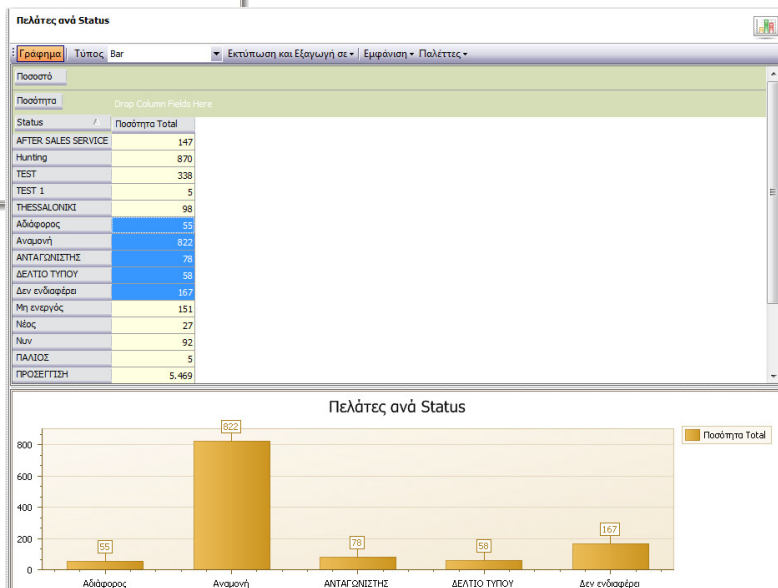 Πελάτες ανά Status
Γράφημα Τύπος Bar Εκτύπωση και Εξαγωγή σε Εμφάνιση Παλέττες
Ποσοστό
Ποσότητα Drop Column Fields Here
Status Ποσότητα Total
AFTER SALES SERVICE 147
Hunting 870
TEST 338
TEST 1 5
THESSALONIKI 98
Αδιάφορος 55
Αναμονή 822
ΑΝΤΑΓΩΝΙΣΤΗΣ 78
ΔΕΛΤΙΟ ΤΥΠΟΥ 58
Δεν ενδιαφέρει 167
Μη ενεργός 151
Νέος 27
Νυν 92
ΠΑΛΙΟΣ 5
ΠΡΟΣΕΓΓΙΣΗ 5.469
Πελάτες ανά Status
822
Ποσότητα Total
800
600
400
200
0
55
78
58
167
Αδιάφορος Αναμονή ΑΝΤΑΓΩΝΙΣΤΗΣ ΔΕΛΤΙΟ ΤΥΠΟΥ Δεν ενδιαφέρει